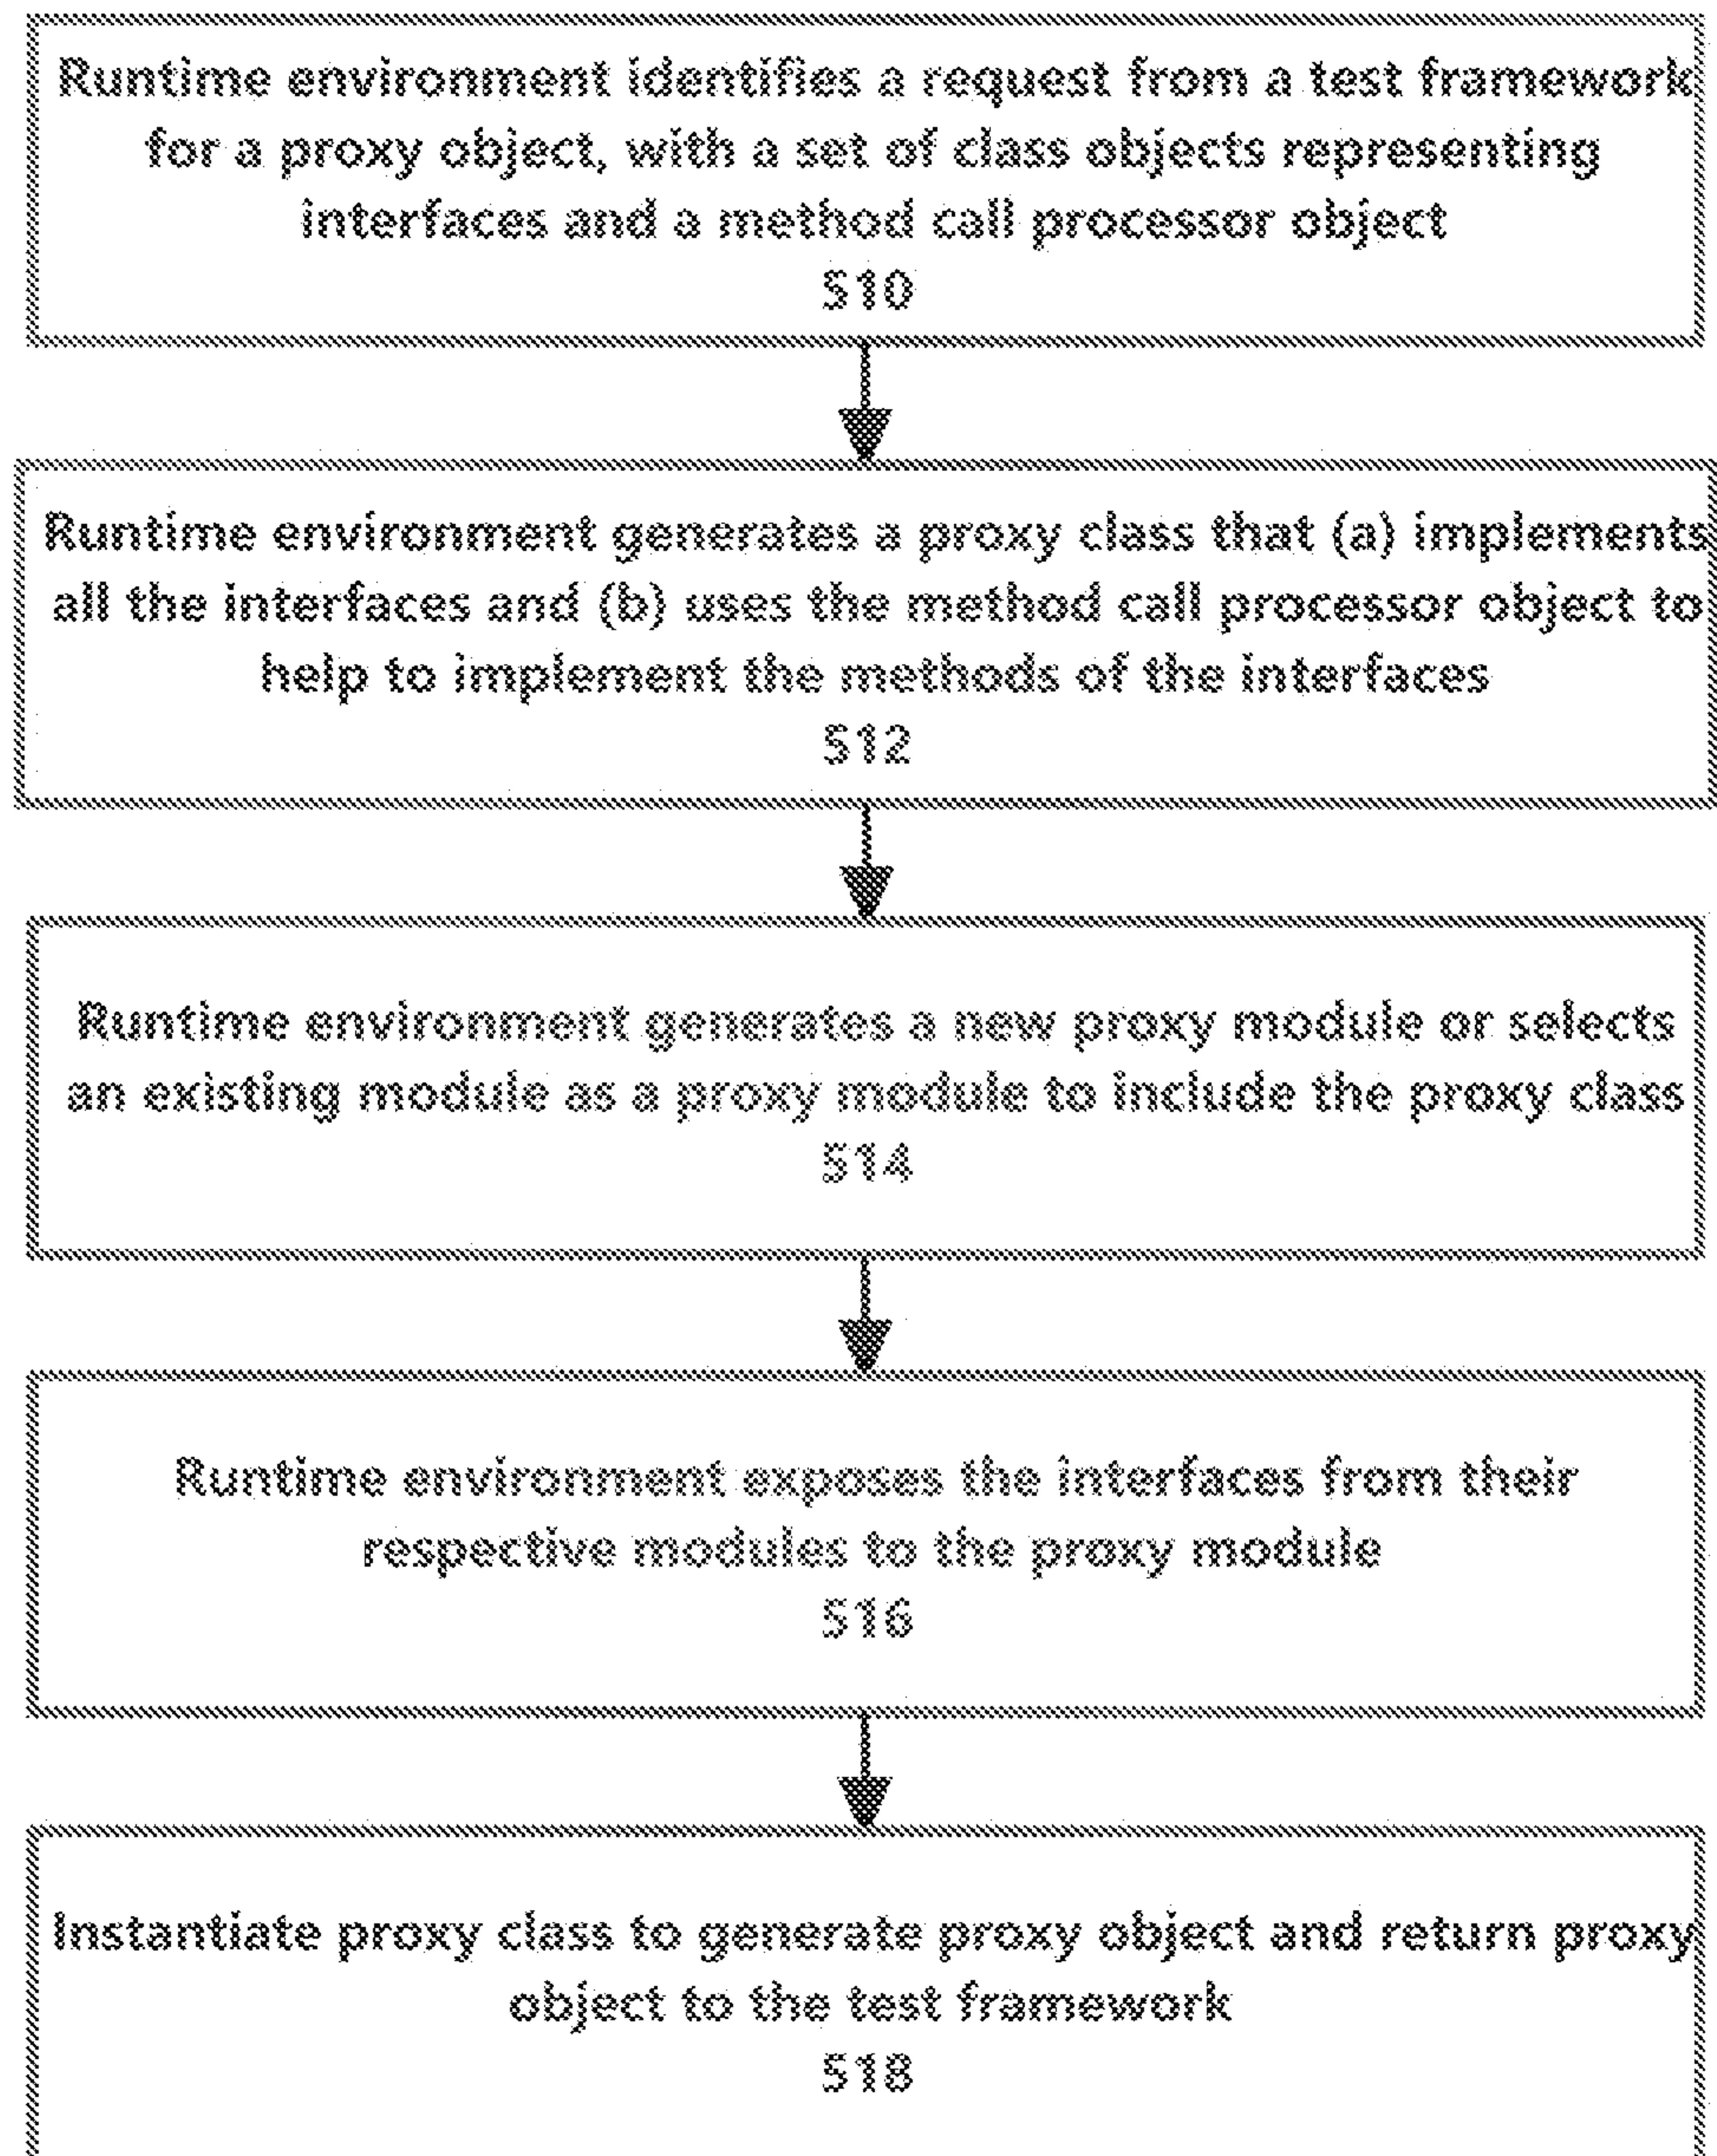 Runtime environment identifies a request from a test framework
for a proxy object, with a set of class objects representing
interfaces and a method call processor object
510
Runtime environment generates a proxy class that (a) implements
all the interfaces and (b) uses the method call processor object to
help to implement the methods of the interfaces
512
Runtime environment generates a new proxy module or selects
an existing module as a proxy module to include the proxy class
514
Runtime environment exposes the interfaces from their
respective modules to the proxy module
516
Instantiate proxy class to generate proxy object and return proxy
object to the test framework
518